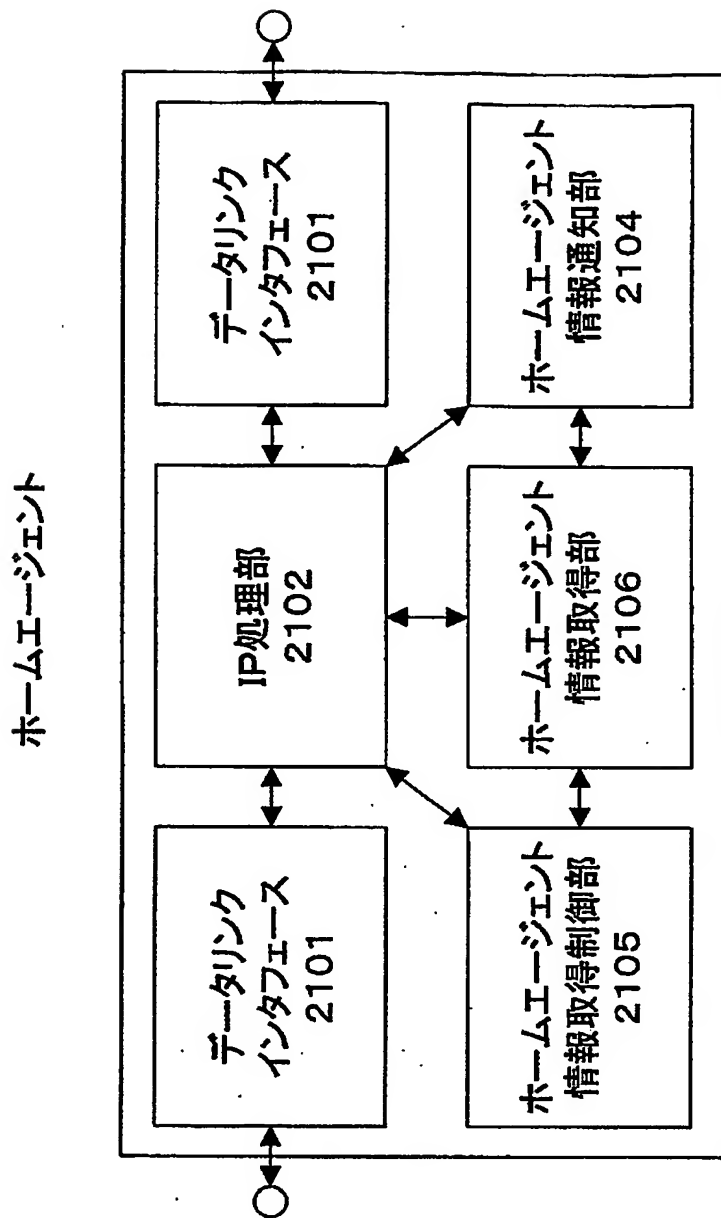 ホームエージェント
データリンク
インタフェース
2101
IP処理部
2102
データリンク
インタフェース
2101
ホームエージェント
情報取得制御部
2105
ホームエージェント
情報取得部
2106
ホームエージェント
情報通知部
2104